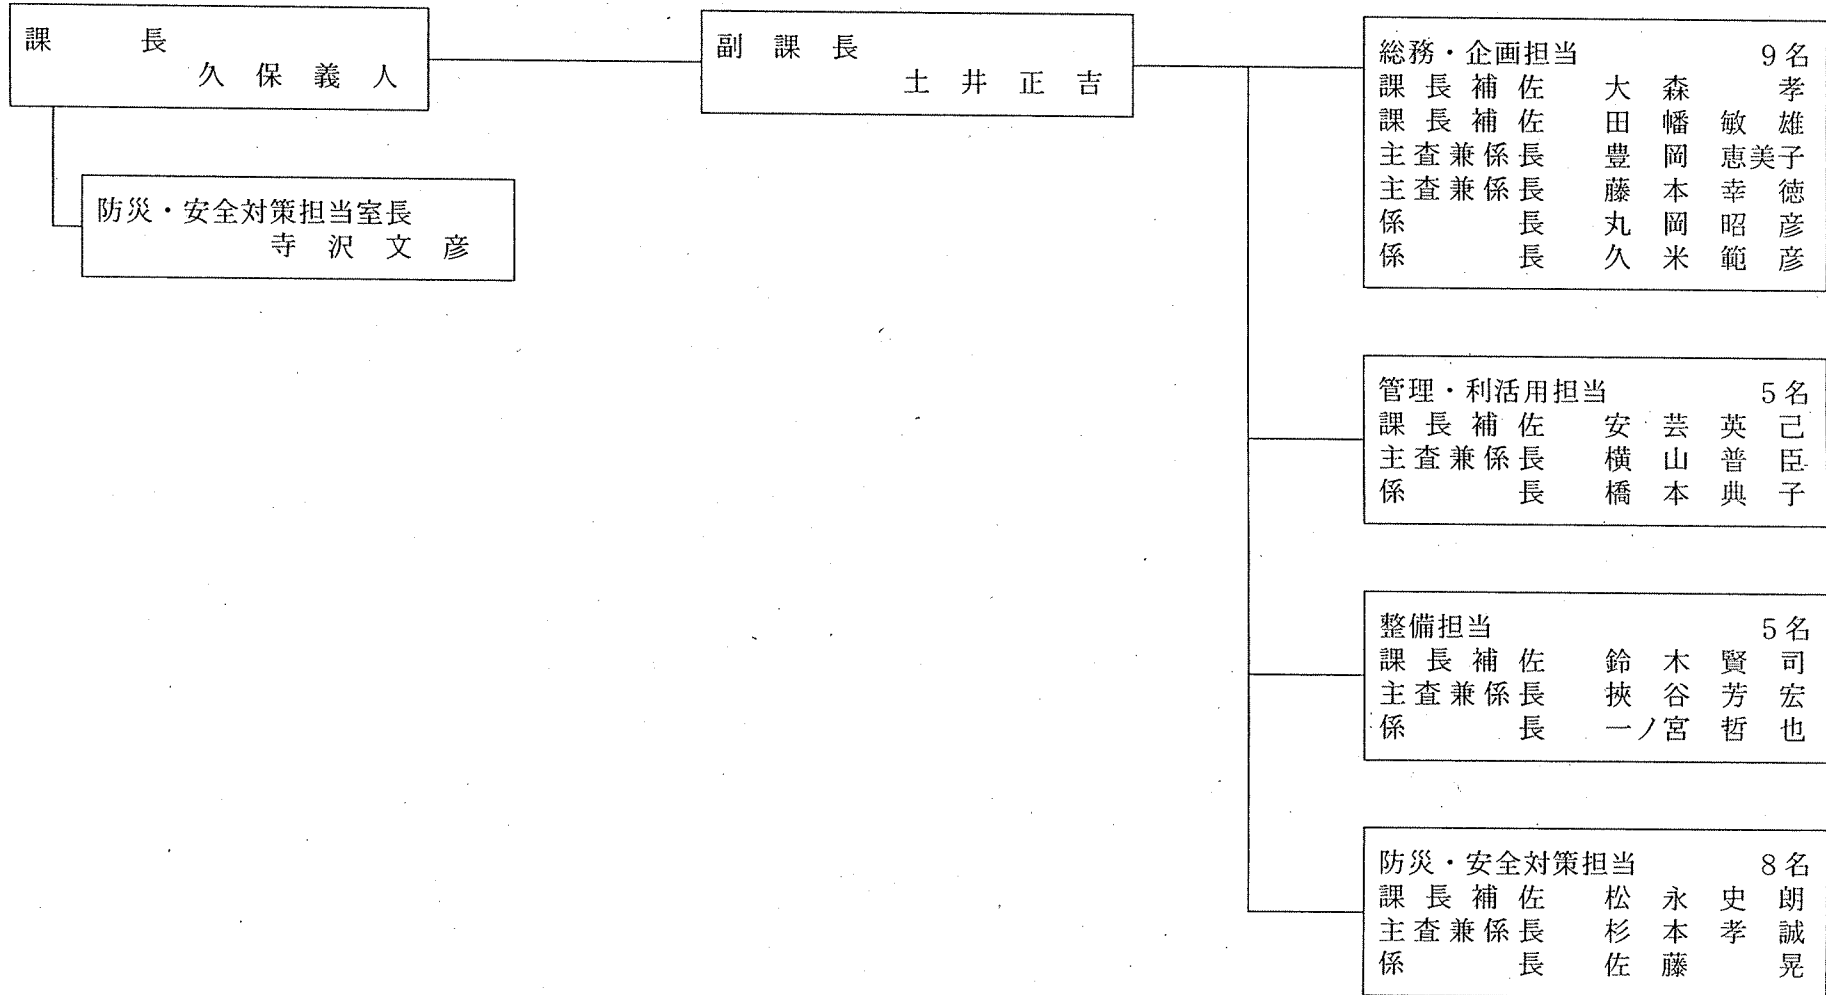 課長
久保義人
防災・安全対策担当室長
寺沢文彦
副課長
土井正吉
総務・企画担当 9名
課長補佐 大森孝
課長補佐 田幡敏雄
主査兼係長 豊岡恵美子
主査兼係長 藤本幸徳
係長 丸岡昭彦
係長 久米範彦
管理・利活用担当 5名
課長補佐 安芸英己
主査兼係長 横山普臣
係長 橋本典子
整備担当 5名
課長補佐 鈴木賢司
主査兼係長 挾谷芳宏
係長 一ノ宮哲也
防災・安全対策担当 8名
課長補佐 松永史朗
主査兼係長 杉本孝誠
係長 佐藤晃